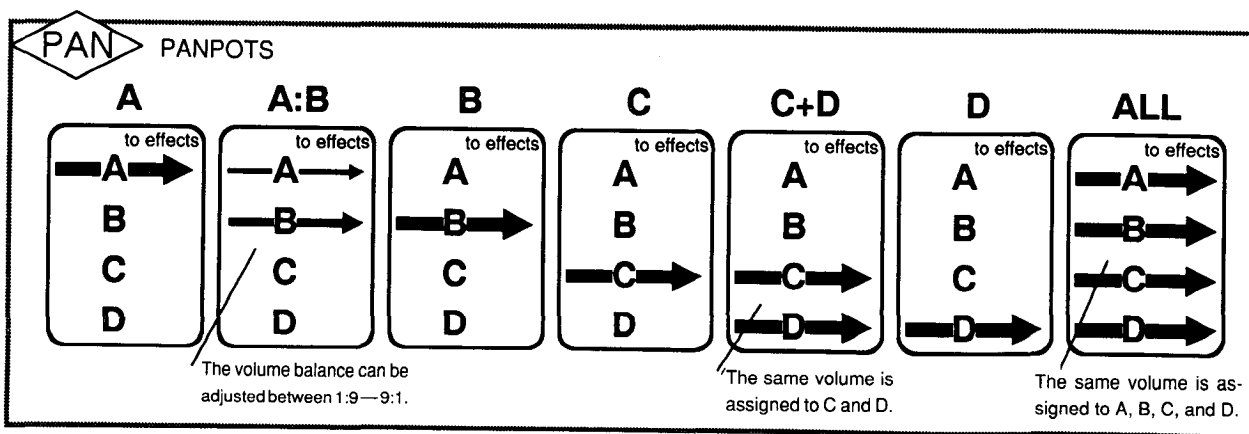 PAN PANPOTS
A A:B B C C+D D ALL
to effects to effects to effects to effects to effects to effects to effects
A A A A A A A
B B B B B B B
C C C C C C C
D D D D D D D
The volume balance can be
adjusted between 1:9—9:1.
The same volume is
assigned to C and D.
The same volume is as-
signed to A, B, C, and D.